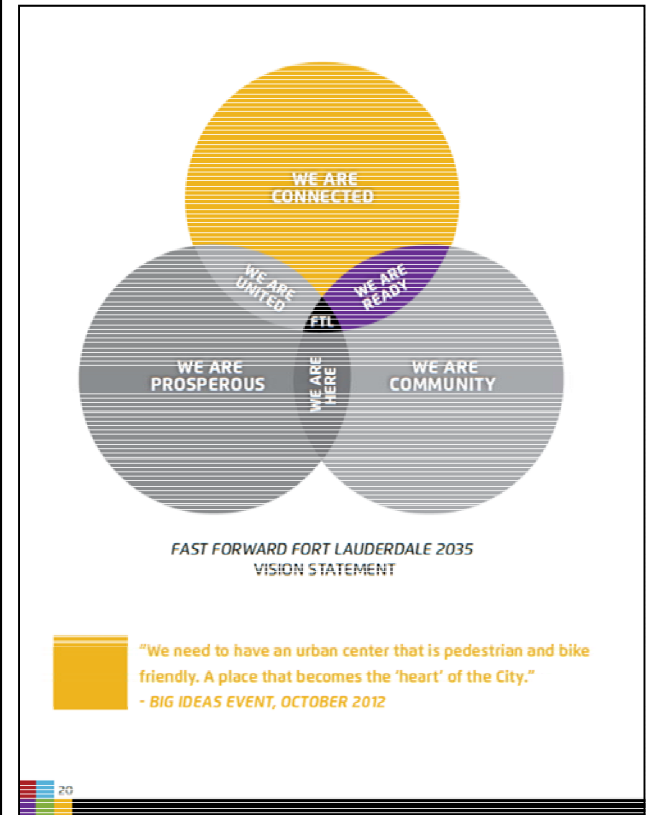 WE ARE
CONNECTED
WE ARE
UNITED
WE ARE
READY
FTL
WE ARE
PROSPEROUS
WE ARE
HERE
WE ARE
COMMUNITY
FAST FORWARD FORT LAUDERDALE 2035
VISION STATEMENT
"We need to have an urban center that is pedestrian and bike
friendly. A place that becomes the 'heart' of the City."
- BIG IDEAS EVENT, OCTOBER 2012
20